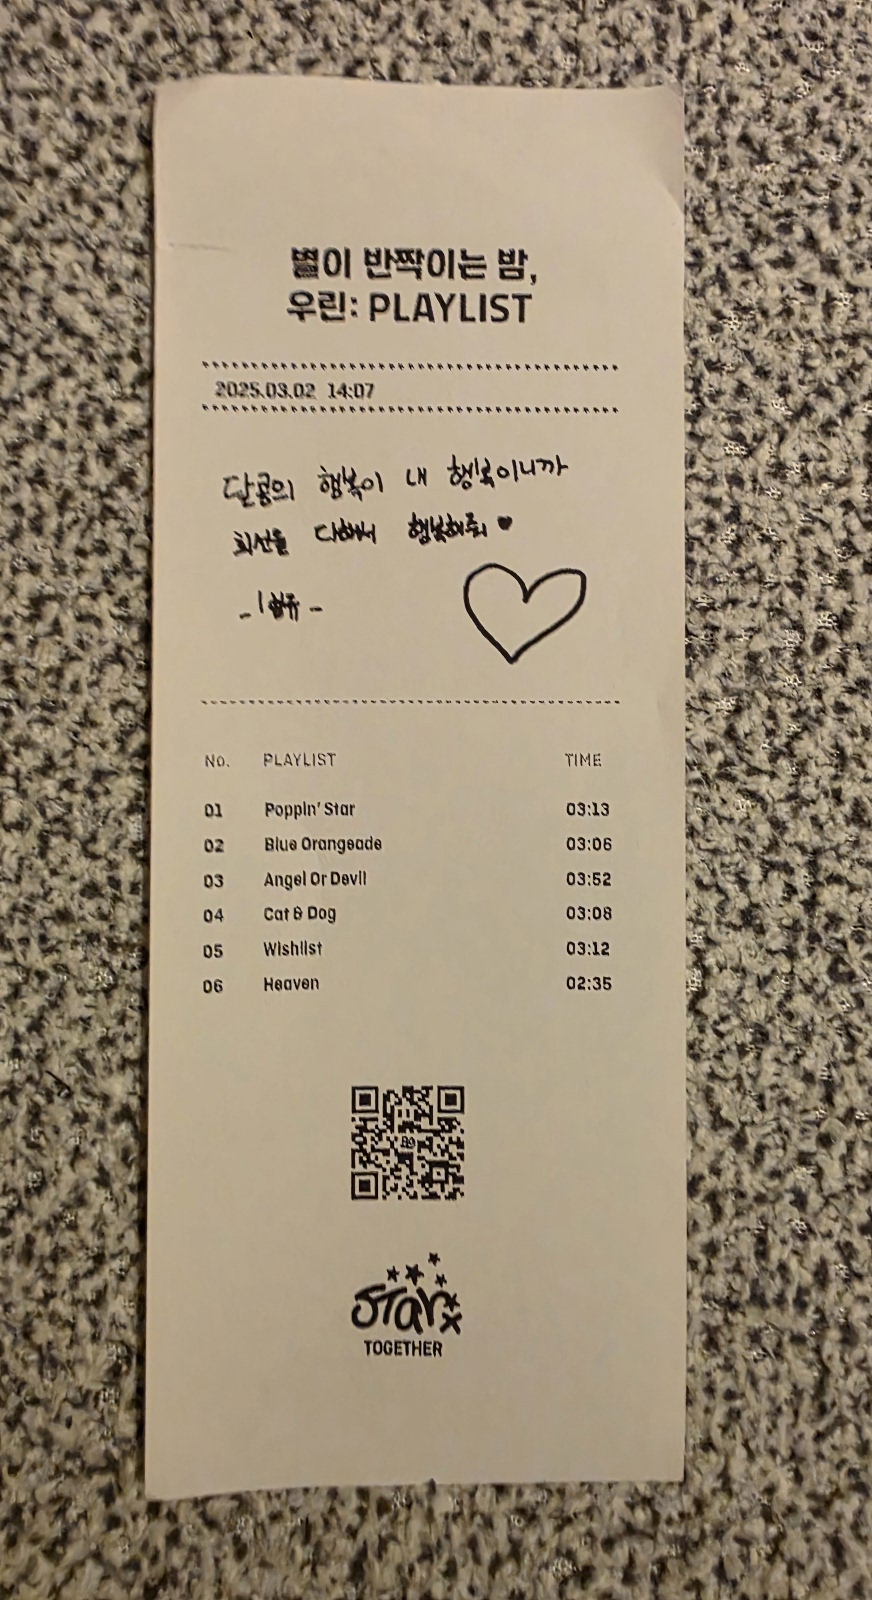 별이 반짝이는 밤,
우린: PLAYLIST
2025.03.02 14:07
단콩의 행복이 내 행복이니까
최선을 다해서 행복해줘 ♥
No. PLAYLIST TIME
01 Poppin' Star 03:13
02 Blue Orangeade 03:06
03 Angel Or Devil 03:52
04 Cat & Dog 03:08
05 Wishlist 03:12
06 Heaven 02:35
Star
TOGETHER